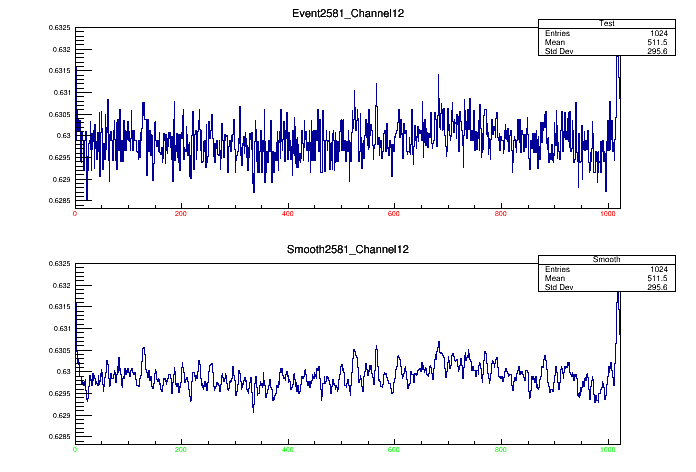 Event2581_Channel12
Test
Entries 1024
Mean 511.5
Std Dev 295.6
0.6325
0.632
0.6315
0.631
0.6305
0.63
0.6295
0.629
0.6285
0 200 400 600 800 1000
Smooth2581_Channel12
Smooth
Entries 1024
Mean 511.5
Std Dev 295.6
0.6325
0.632
0.6315
0.631
0.6305
0.63
0.6295
0.629
0.6285
0 200 400 600 800 1000